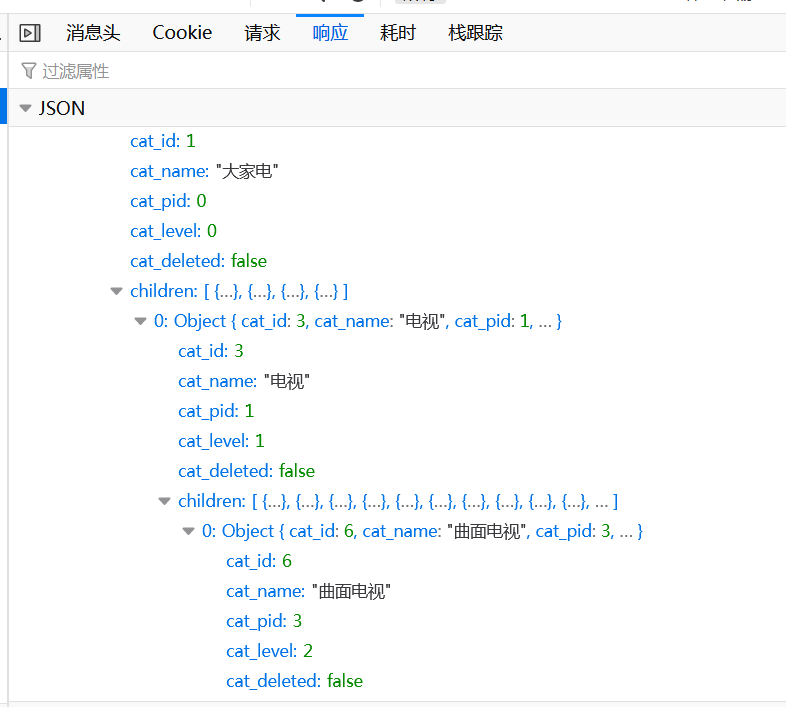 消息头 Cookie 请求 响应 耗时 栈跟踪
过滤属性
JSON
cat_id: 1
cat_name: "大家电"
cat_pid: 0
cat_level: 0
cat_deleted: false
children: [ {…}, {…}, {…}, {…} ]
0: Object { cat_id: 3, cat_name: "电视", cat_pid: 1, … }
cat_id: 3
cat_name: "电视"
cat_pid: 1
cat_level: 1
cat_deleted: false
children: [ {…}, {…}, {…}, {…}, {…}, {…}, {…}, {…}, {…}, {…}, … ]
0: Object { cat_id: 6, cat_name: "曲面电视", cat_pid: 3, … }
cat_id: 6
cat_name: "曲面电视"
cat_pid: 3
cat_level: 2
cat_deleted: false